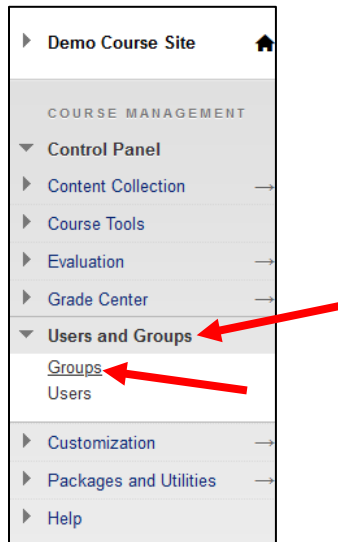 Demo Course Site
COURSE MANAGEMENT
Control Panel
Content Collection
Course Tools
Evaluation
Grade Center
Users and Groups
Groups
Users
Customization
Packages and Utilities
Help